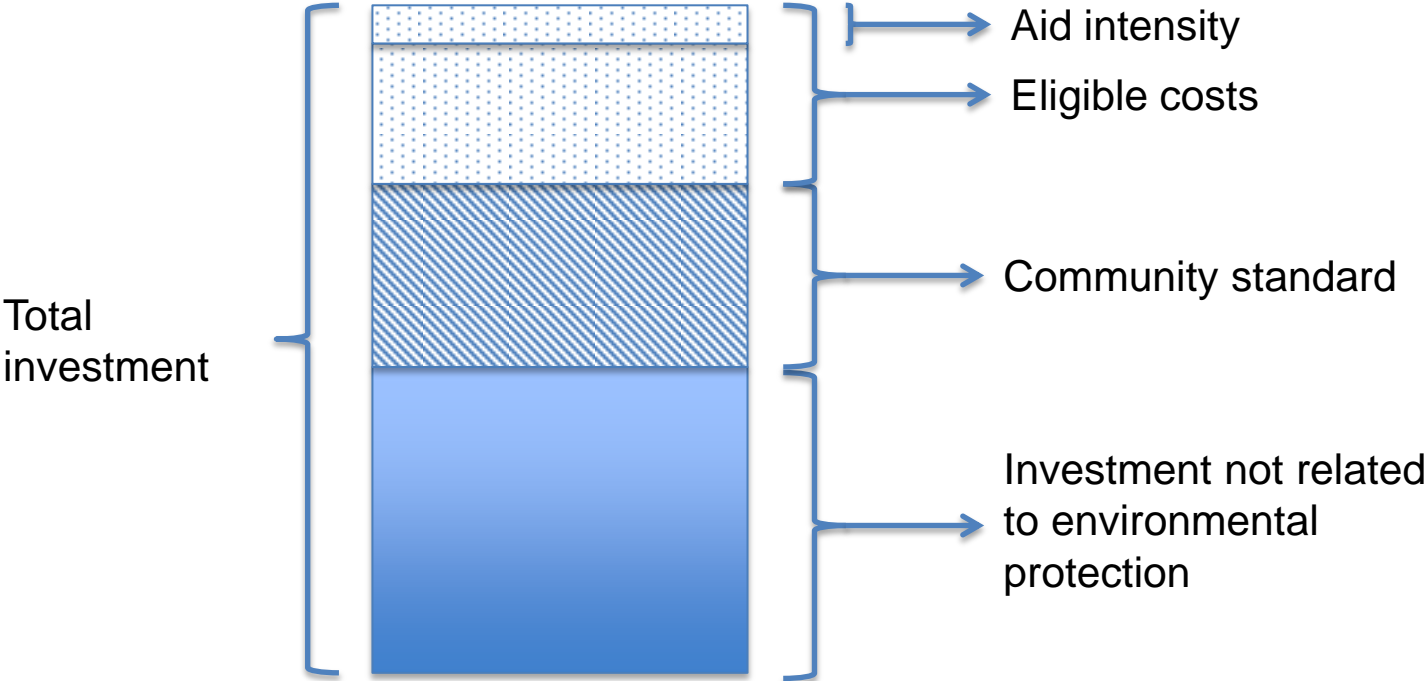 Aid intensity
Eligible costs
Community standard
Total
investment
Investment not related
to environmental
protection